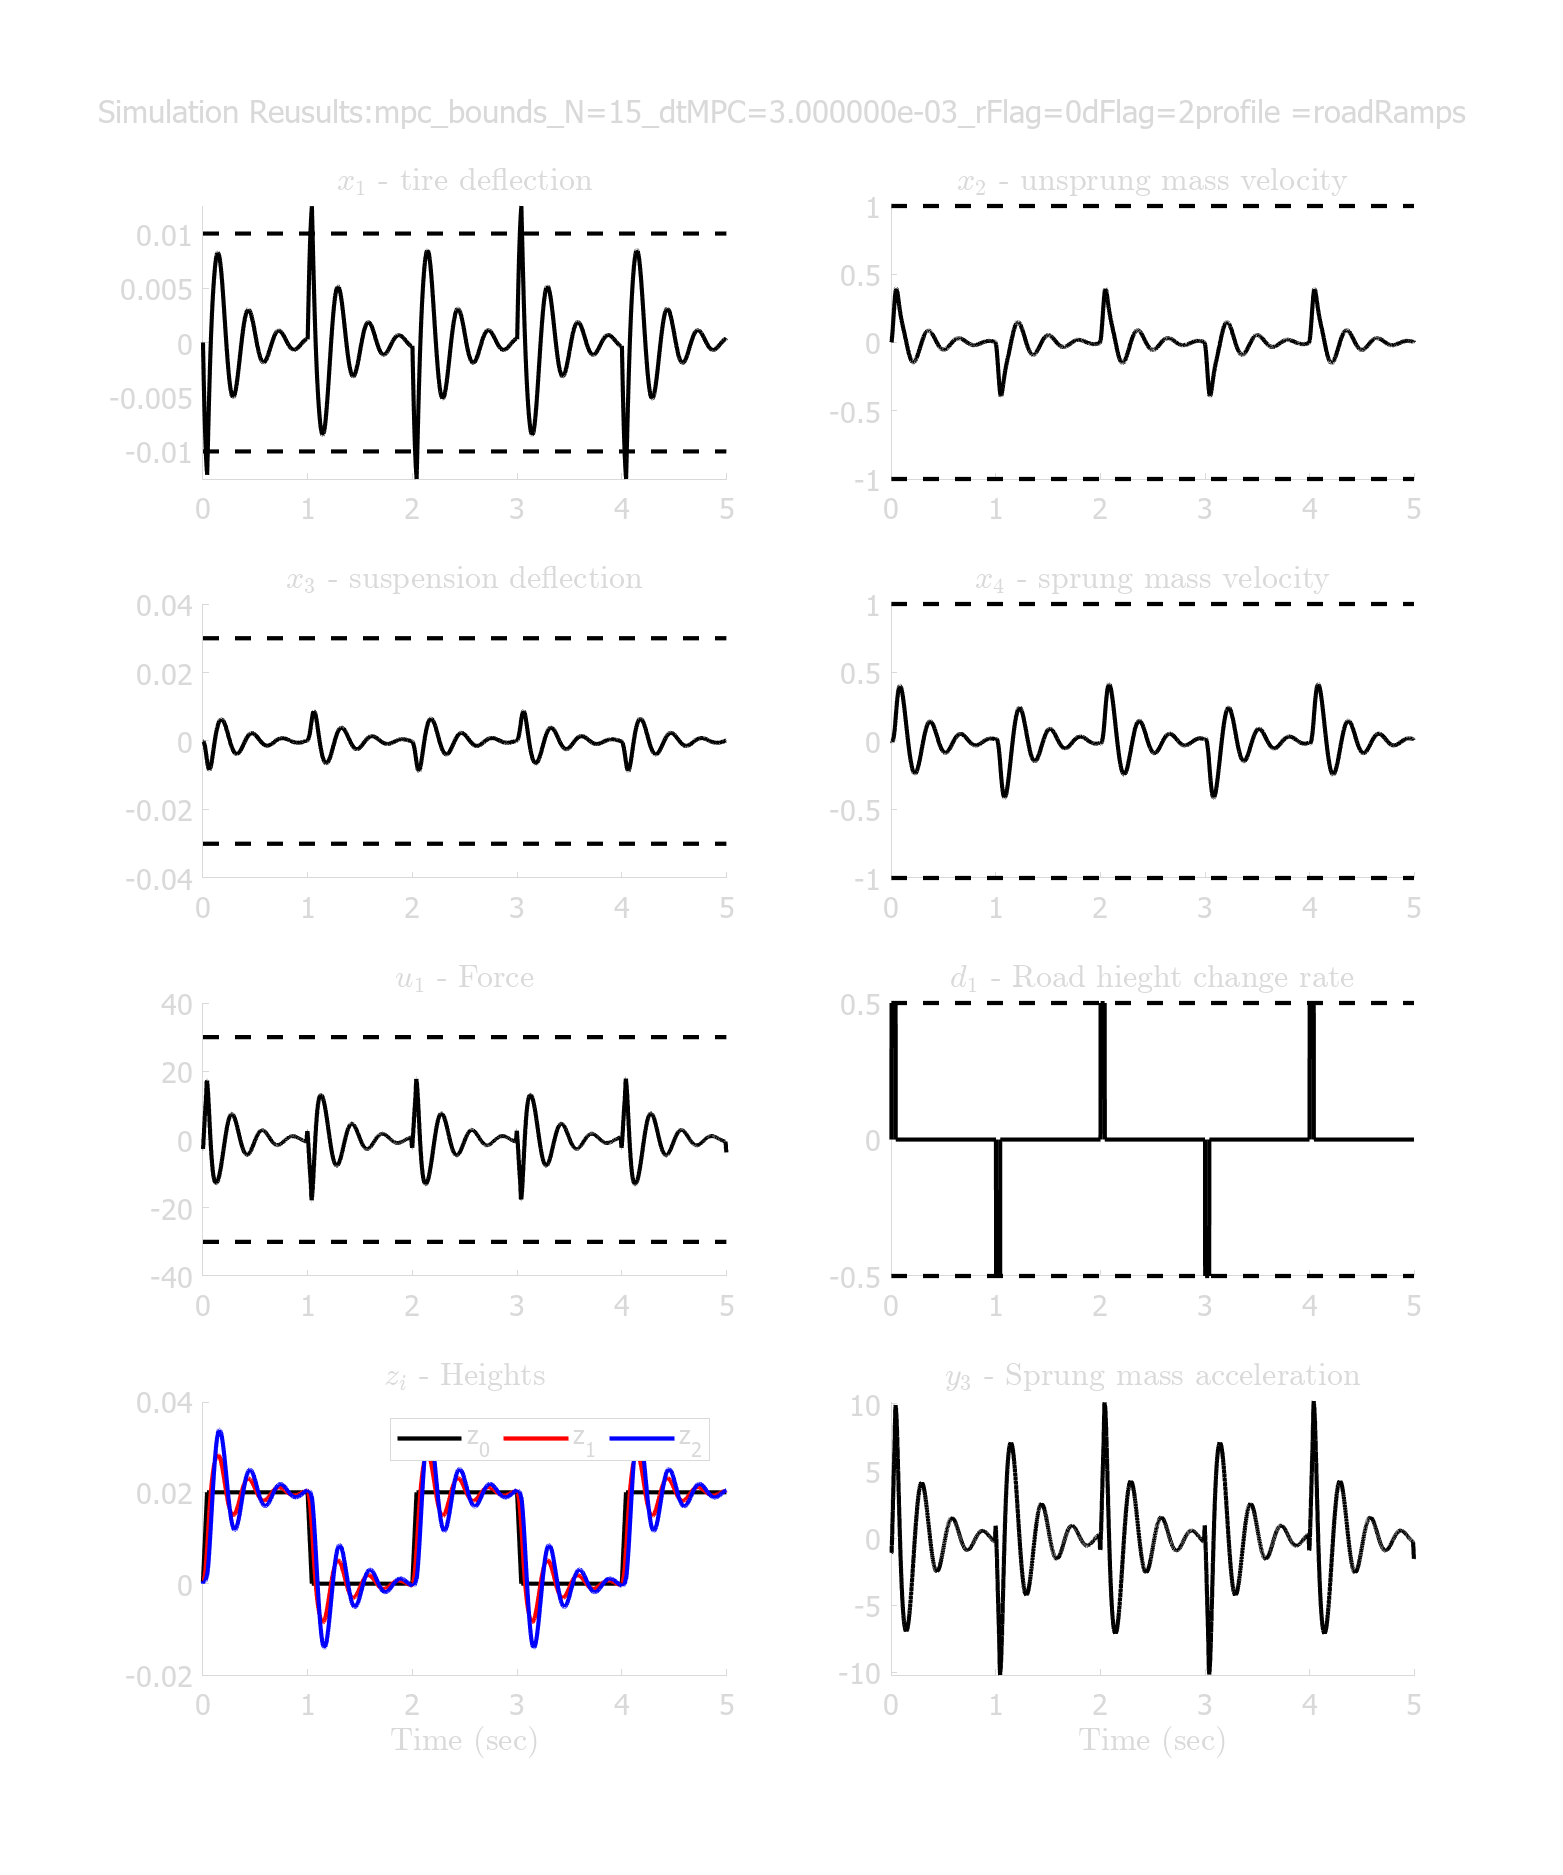 Simulation Reusults:mpc_bounds_N=15_dtMPC=3.000000e-03_rFlag=0dFlag=2profile =roadRamps
x₁ - tire deflection
0.01
0.005
0
-0.005
-0.01
0 1 2 3 4 5
x₂ - unsprung mass velocity
1
0.5
0
-0.5
-1
0 1 2 3 4 5
x₃ - suspension deflection
0.04
0.02
0
-0.02
-0.04
0 1 2 3 4 5
x₄ - sprung mass velocity
1
0.5
0
-0.5
-1
0 1 2 3 4 5
u₁ - Force
40
20
0
-20
-40
0 1 2 3 4 5
d₁ - Road hieght change rate
0.5
0
-0.5
0 1 2 3 4 5
zᵢ - Heights
0.04
0.02
0
-0.02
z₀ z₁ z₂
0 1 2 3 4 5
Time (sec)
y₃ - Sprung mass acceleration
10
5
0
-5
-10
0 1 2 3 4 5
Time (sec)